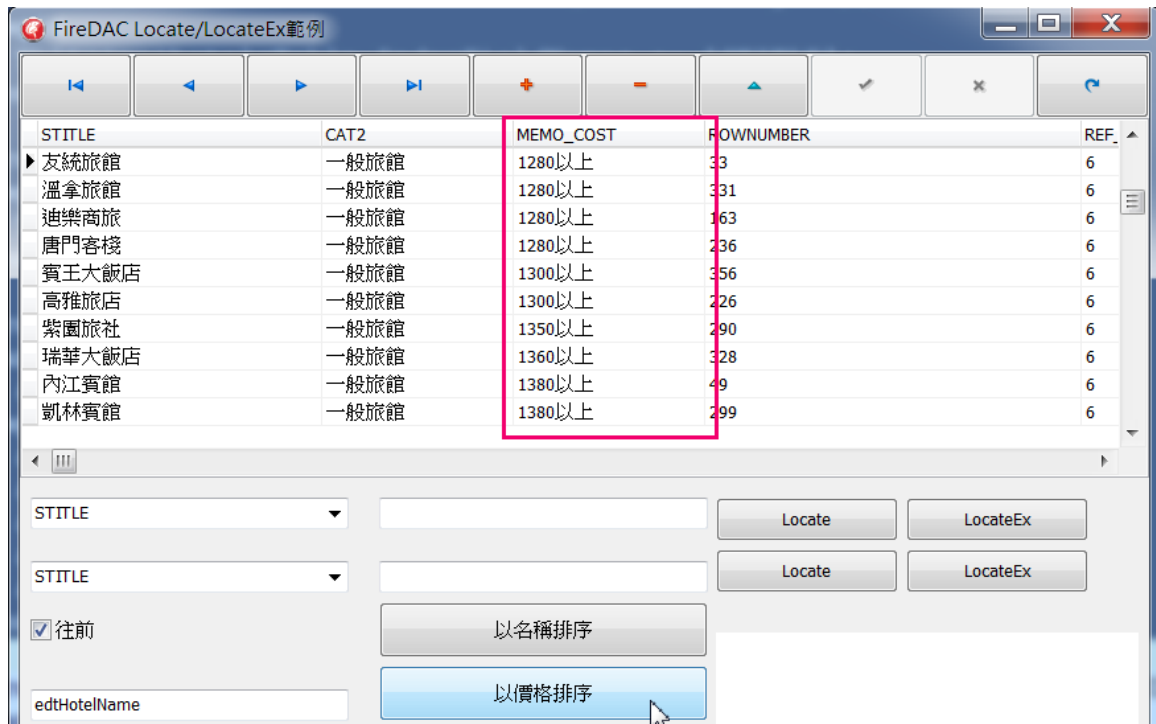 FireDAC Locate/LocateEx範例
STITLE CAT2 MEMO_COST ROWNUMBER REF_
友統旅館 一般旅館 1280以上 33 6
溫拿旅館 一般旅館 1280以上 331 6
迪樂商旅 一般旅館 1280以上 163 6
唐門客棧 一般旅館 1280以上 236 6
賓王大飯店 一般旅館 1300以上 356 6
高雅旅店 一般旅館 1300以上 226 6
紫園旅社 一般旅館 1350以上 290 6
瑞華大飯店 一般旅館 1360以上 328 6
內江賓館 一般旅館 1380以上 49 6
凱林賓館 一般旅館 1380以上 299 6
STITLE Locate LocateEx
STITLE Locate LocateEx
往前 以名稱排序
edtHotelName 以價格排序